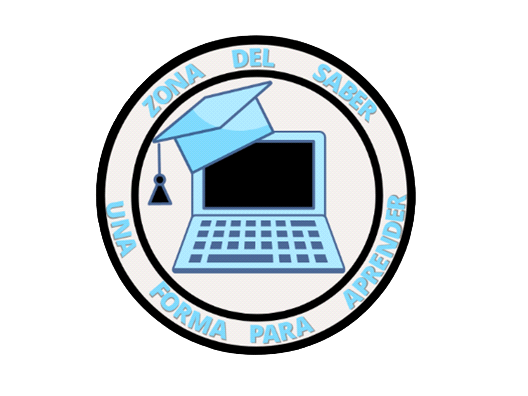 ZONA DEL SABER
UNA FORMA PARA APRENDER